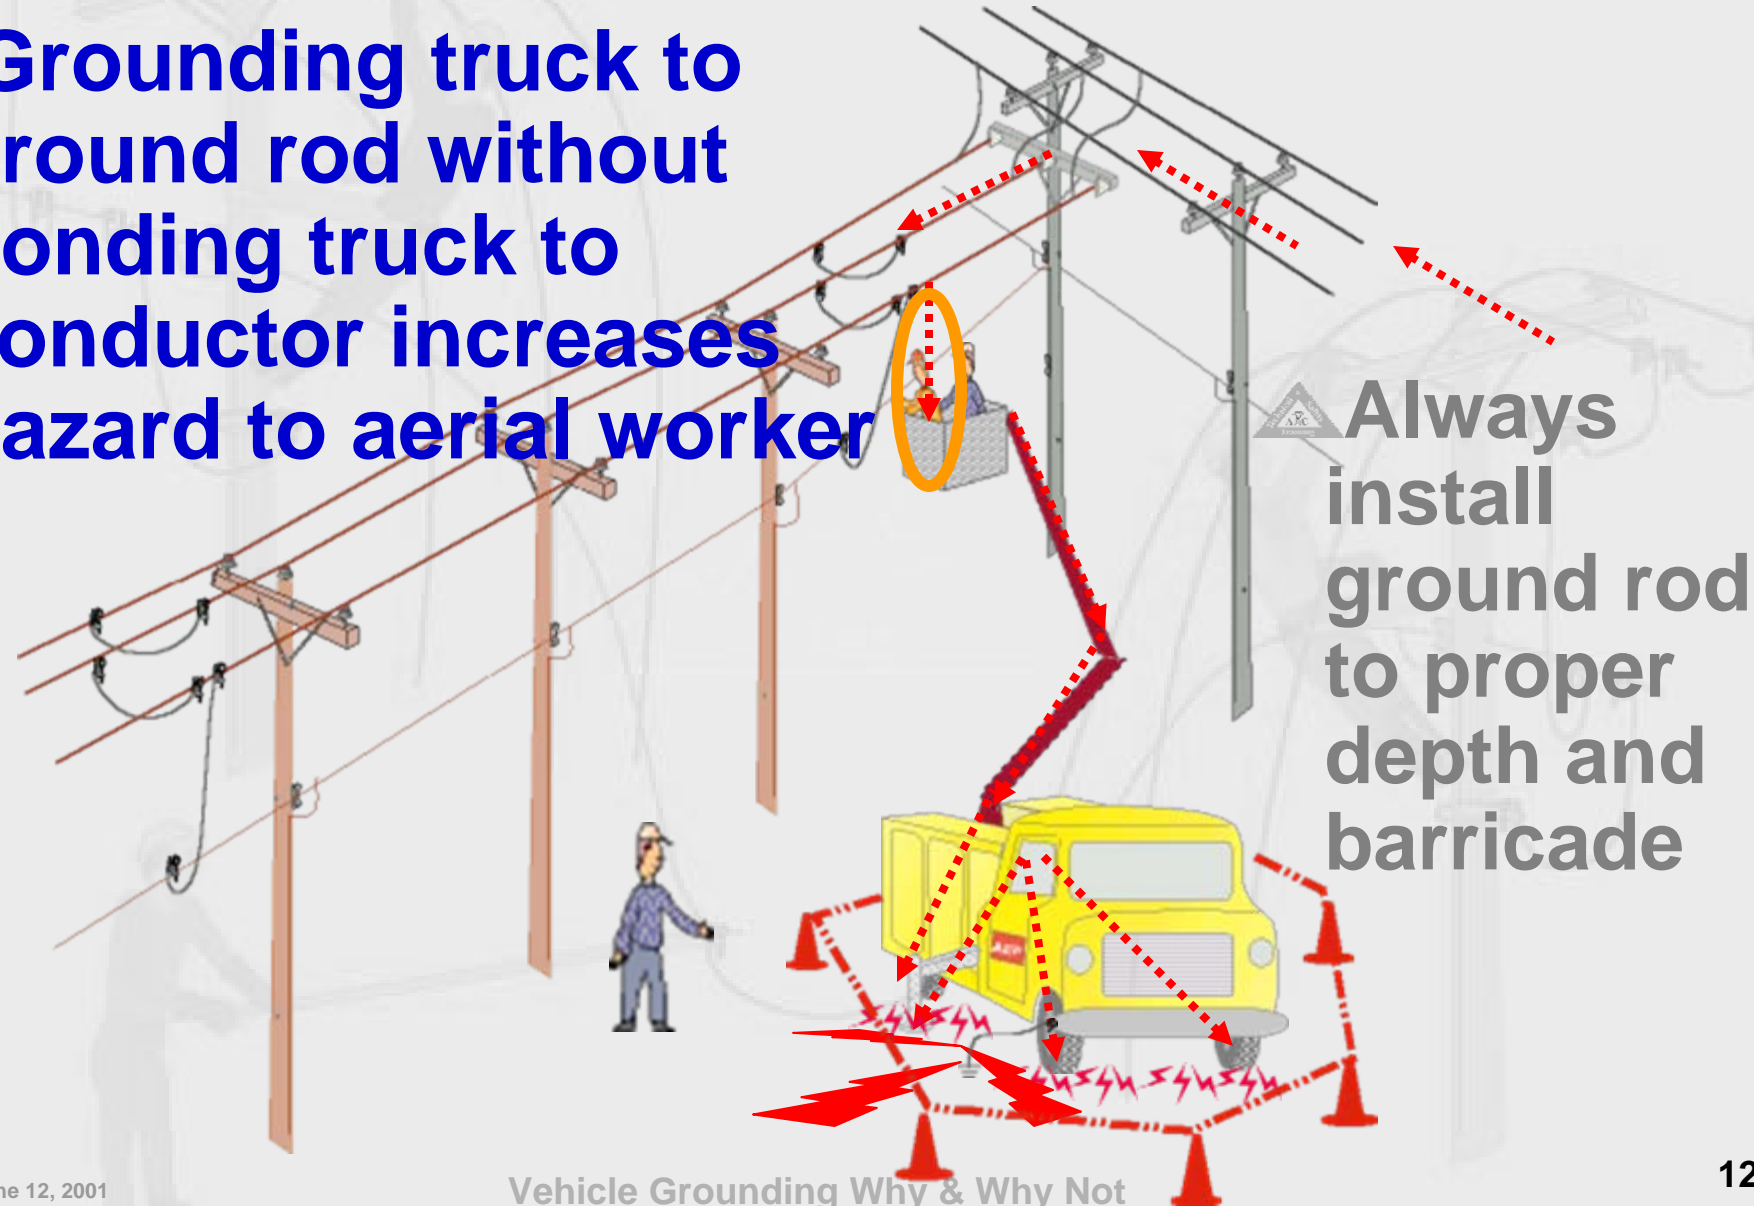 Grounding truck to
round rod without
onding truck to
onductor increases
azard to aerial worker
Always
install
ground rod
to proper
depth and
barricade
ne 12, 2001
Vehicle Grounding Why & Why Not
12